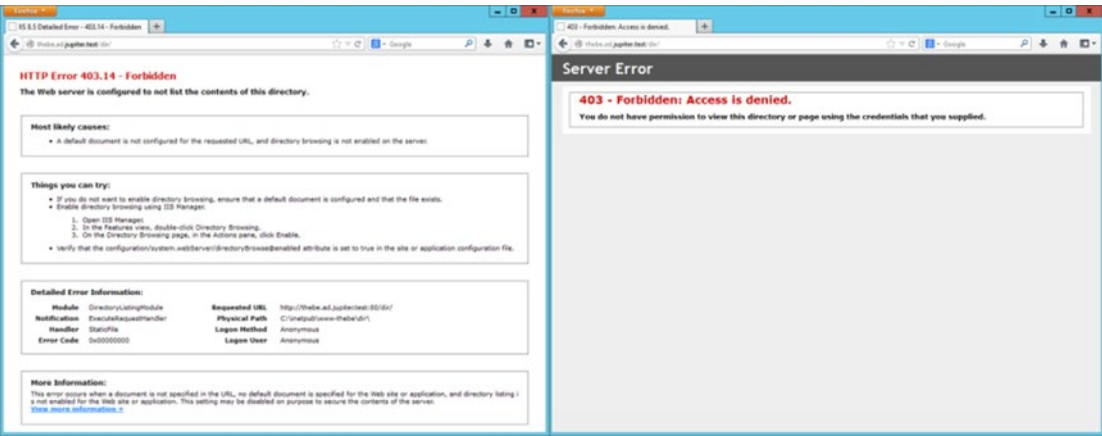 Firefox
IIS 8.5 Detailed Error - 403.14 - Forbidden
thebe.ad.jupiter.test/dir/
Google
HTTP Error 403.14 - Forbidden
The Web server is configured to not list the contents of this directory.
Most likely causes:
• A default document is not configured for the requested URL, and directory browsing is not enabled on the server.
Things you can try:
• If you do not want to enable directory browsing, ensure that a default document is configured and that the file exists.
• Enable directory browsing using IIS Manager.
1. Open IIS Manager.
2. In the Features view, double-click Directory Browsing.
3. On the Directory Browsing page, in the Actions pane, click Enable.
• Verify that the configuration/system.webServer/directoryBrowse@enabled attribute is set to true in the site or application configuration file.
Detailed Error Information:
Module DirectoryListingModule
Notification ExecuteRequestHandler
Handler StaticFile
Error Code 0x00000000
Requested URL http://thebe.ad.jupiter.test:80/dir/
Physical Path C:\inetpub\www-thebe\dir\
Logon Method Anonymous
Logon User Anonymous
More Information:
This error occurs when a document is not specified in the URL, no default document is specified for the Web site or application, and directory listing i
s not enabled for the Web site or application. This setting may be disabled on purpose to secure the contents of the server.
View more information »
Firefox
403 - Forbidden: Access is denied.
thebe.ad.jupiter.test/dir/
Google
Server Error
403 - Forbidden: Access is denied.
You do not have permission to view this directory or page using the credentials that you supplied.